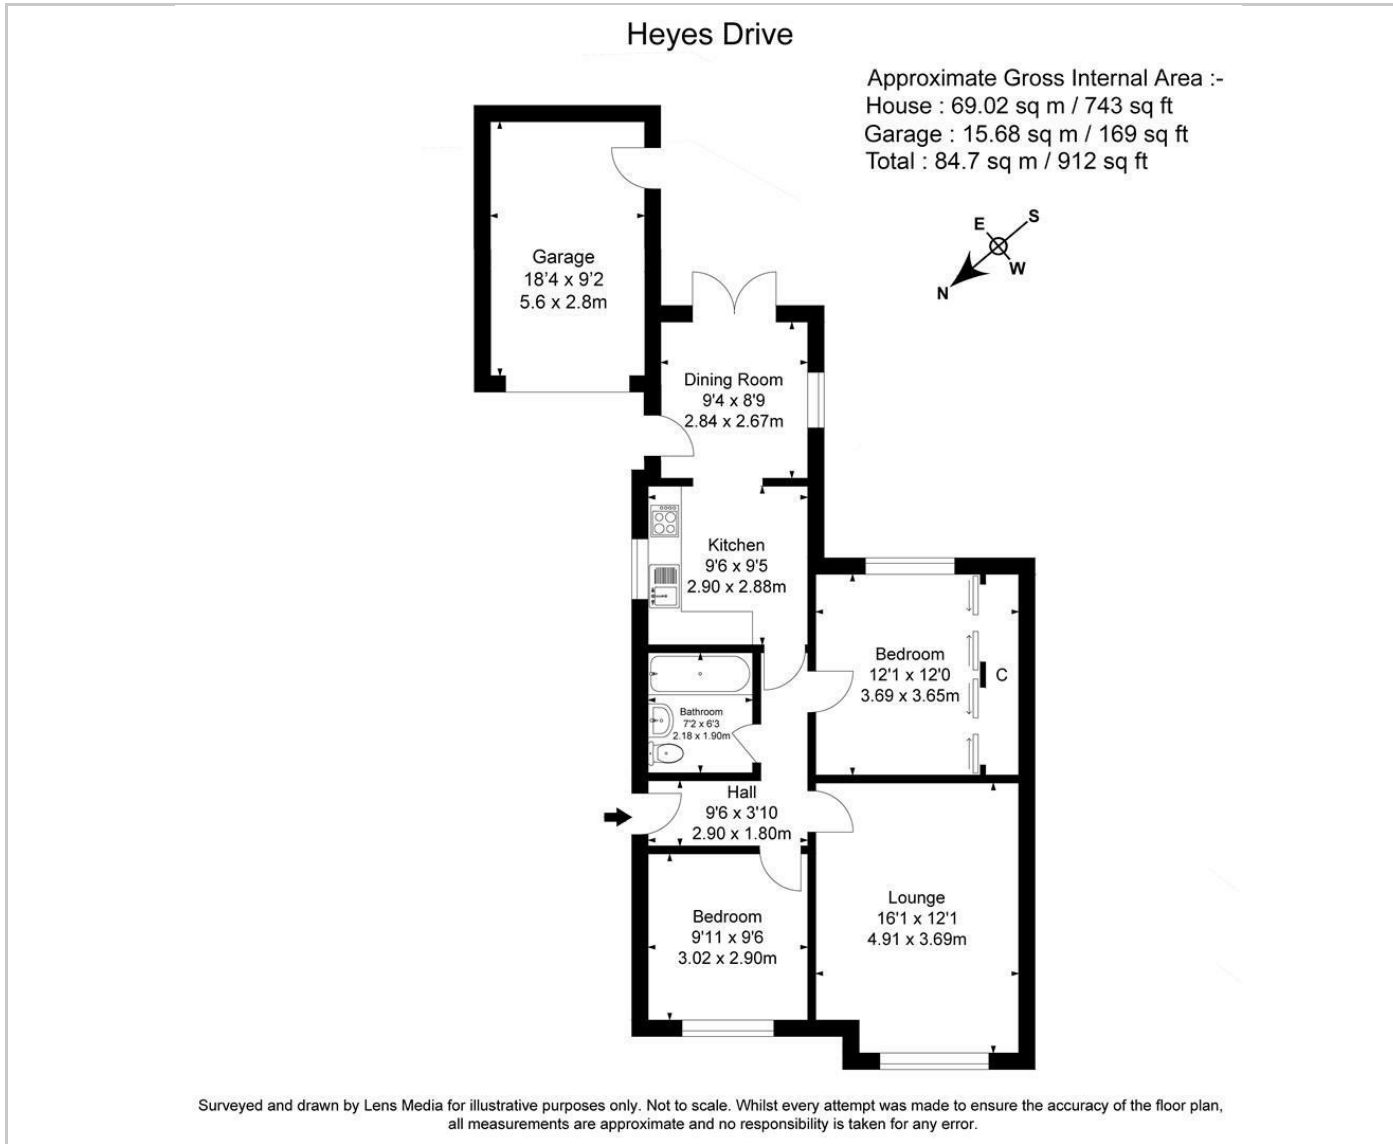 Heyes Drive
Approximate Gross Internal Area :-
House : 69.02 sq m / 743 sq ft
Garage : 15.68 sq m / 169 sq ft
Total : 84.7 sq m / 912 sq ft
E
S
W
N
Garage
18'4 x 9'2
5.6 x 2.8m
Dining Room
9'4 x 8'9
2.84 x 2.67m
Kitchen
9'6 x 9'5
2.90 x 2.88m
Bedroom
12'1 x 12'0
3.69 x 3.65m
C
Bathroom
7'2 x 6'3
2.18 x 1.90m
Hall
9'6 x 3'10
2.90 x 1.80m
Bedroom
9'11 x 9'6
3.02 x 2.90m
Lounge
16'1 x 12'1
4.91 x 3.69m
Surveyed and drawn by Lens Media for illustrative purposes only. Not to scale. Whilst every attempt was made to ensure the accuracy of the floor plan,
all measurements are approximate and no responsibility is taken for any error.